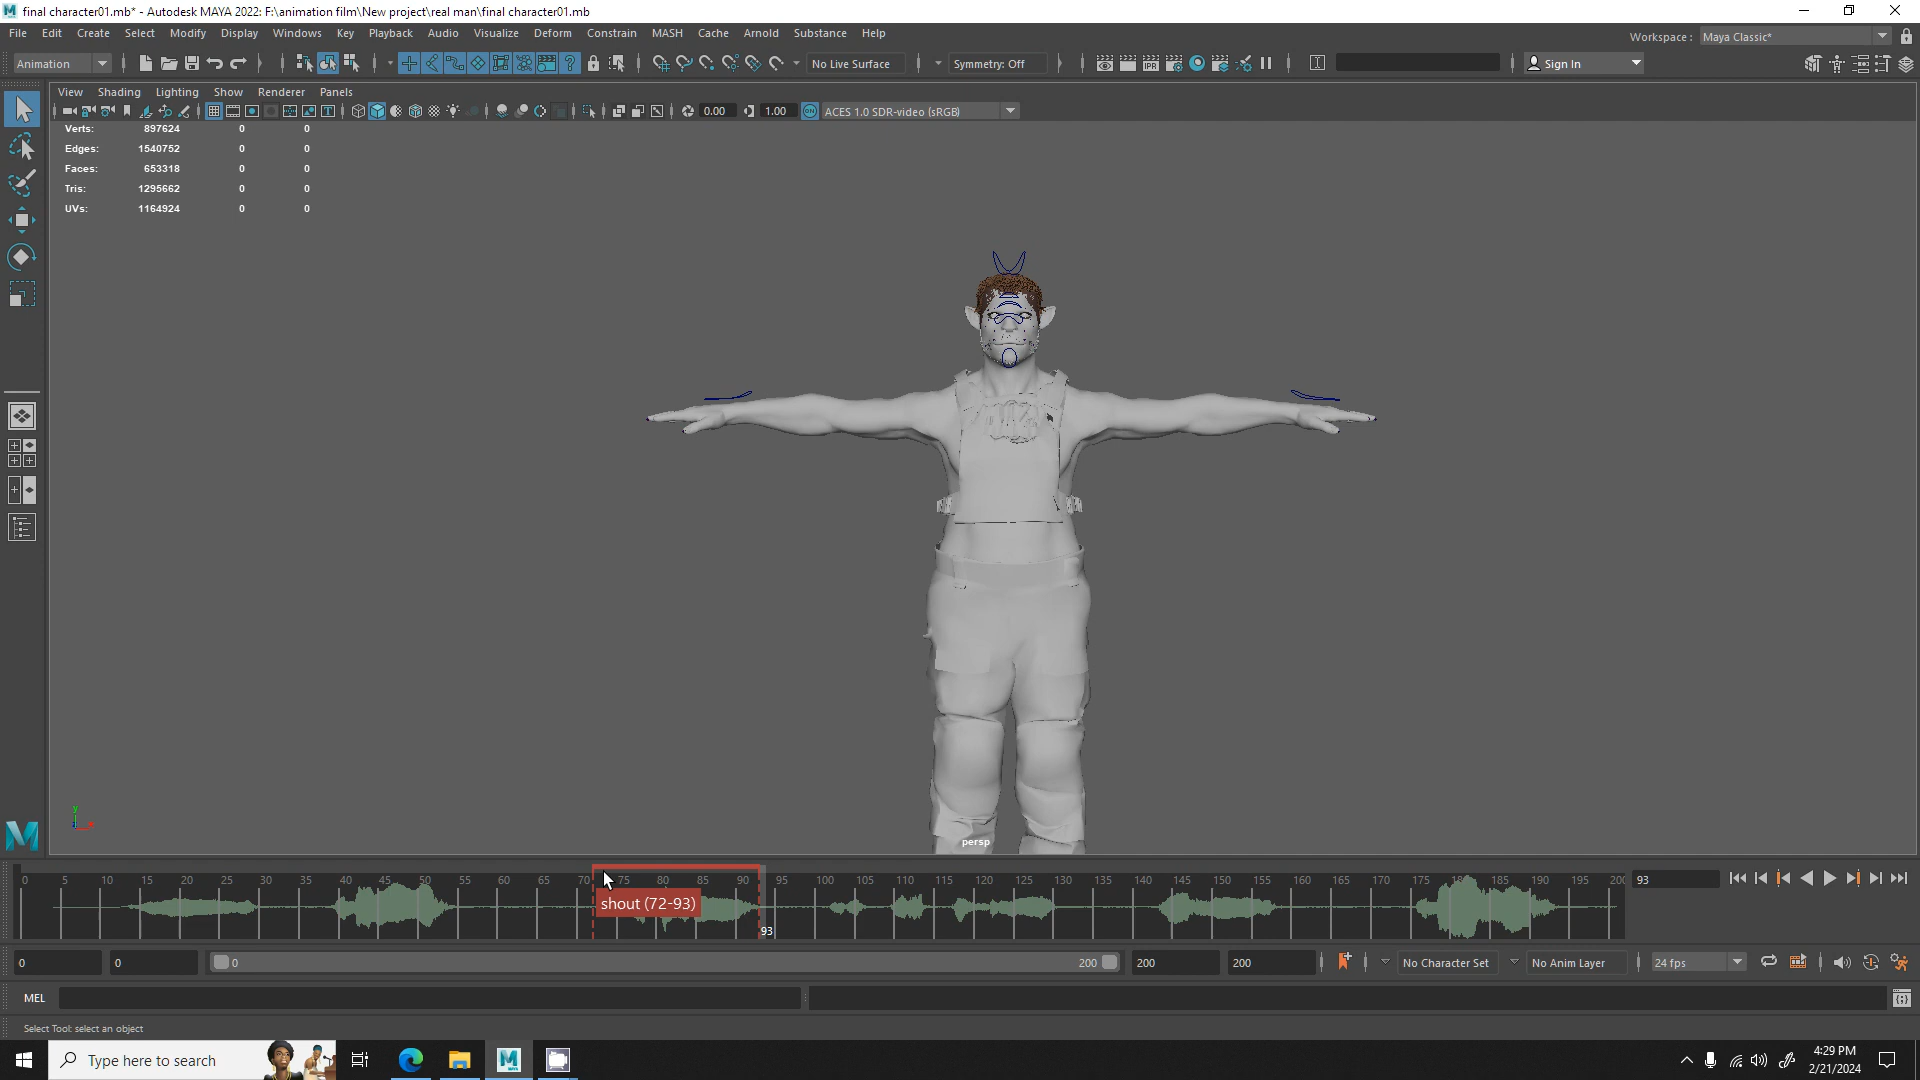 final character01.mb* - Autodesk MAYA 2022: F:\animation film\New project\real man\final character01.mb
File Edit Create Select Modify Display Windows Key Playback Audio Visualize Deform Constrain MASH Cache Arnold Substance Help
Workspace : Maya Classic*
Animation
No Live Surface
Symmetry: Off
Sign In
View Shading Lighting Show Renderer Panels
0.00
1.00
ACES 1.0 SDR-video (sRGB)
Verts: 897624 0 0
Edges: 1540752 0 0
Faces: 653318 0 0
Tris: 1295662 0 0
UVs: 1164924 0 0
y
persp
0 5 10 15 20 25 30 35 40 45 50 55 60 65 70 75 80 85 90 95 100 105 110 115 120 125 130 135 140 145 150 155 160 165 170 175 180 185 190 195 200
93
shout (72-93)
93
0 0 0 200 200 200
No Character Set
No Anim Layer
24 fps
MEL
Select Tool: select an object
Type here to search
4:29 PM
2/21/2024